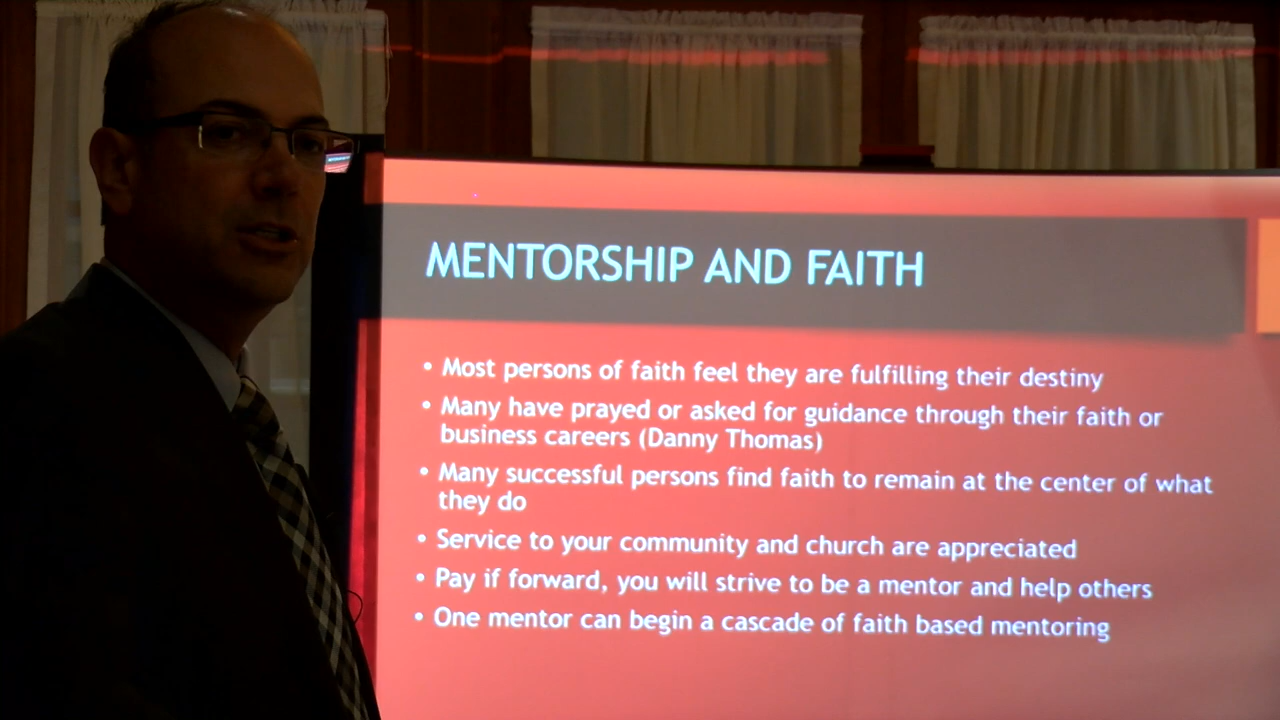 MENTORSHIP AND FAITH
• Most persons of faith feel they are fulfilling their destiny
• Many have prayed or asked for guidance through their faith or
business careers (Danny Thomas)
• Many successful persons find faith to remain at the center of what
they do
• Service to your community and church are appreciated
• Pay if forward, you will strive to be a mentor and help others
• One mentor can begin a cascade of faith based mentoring